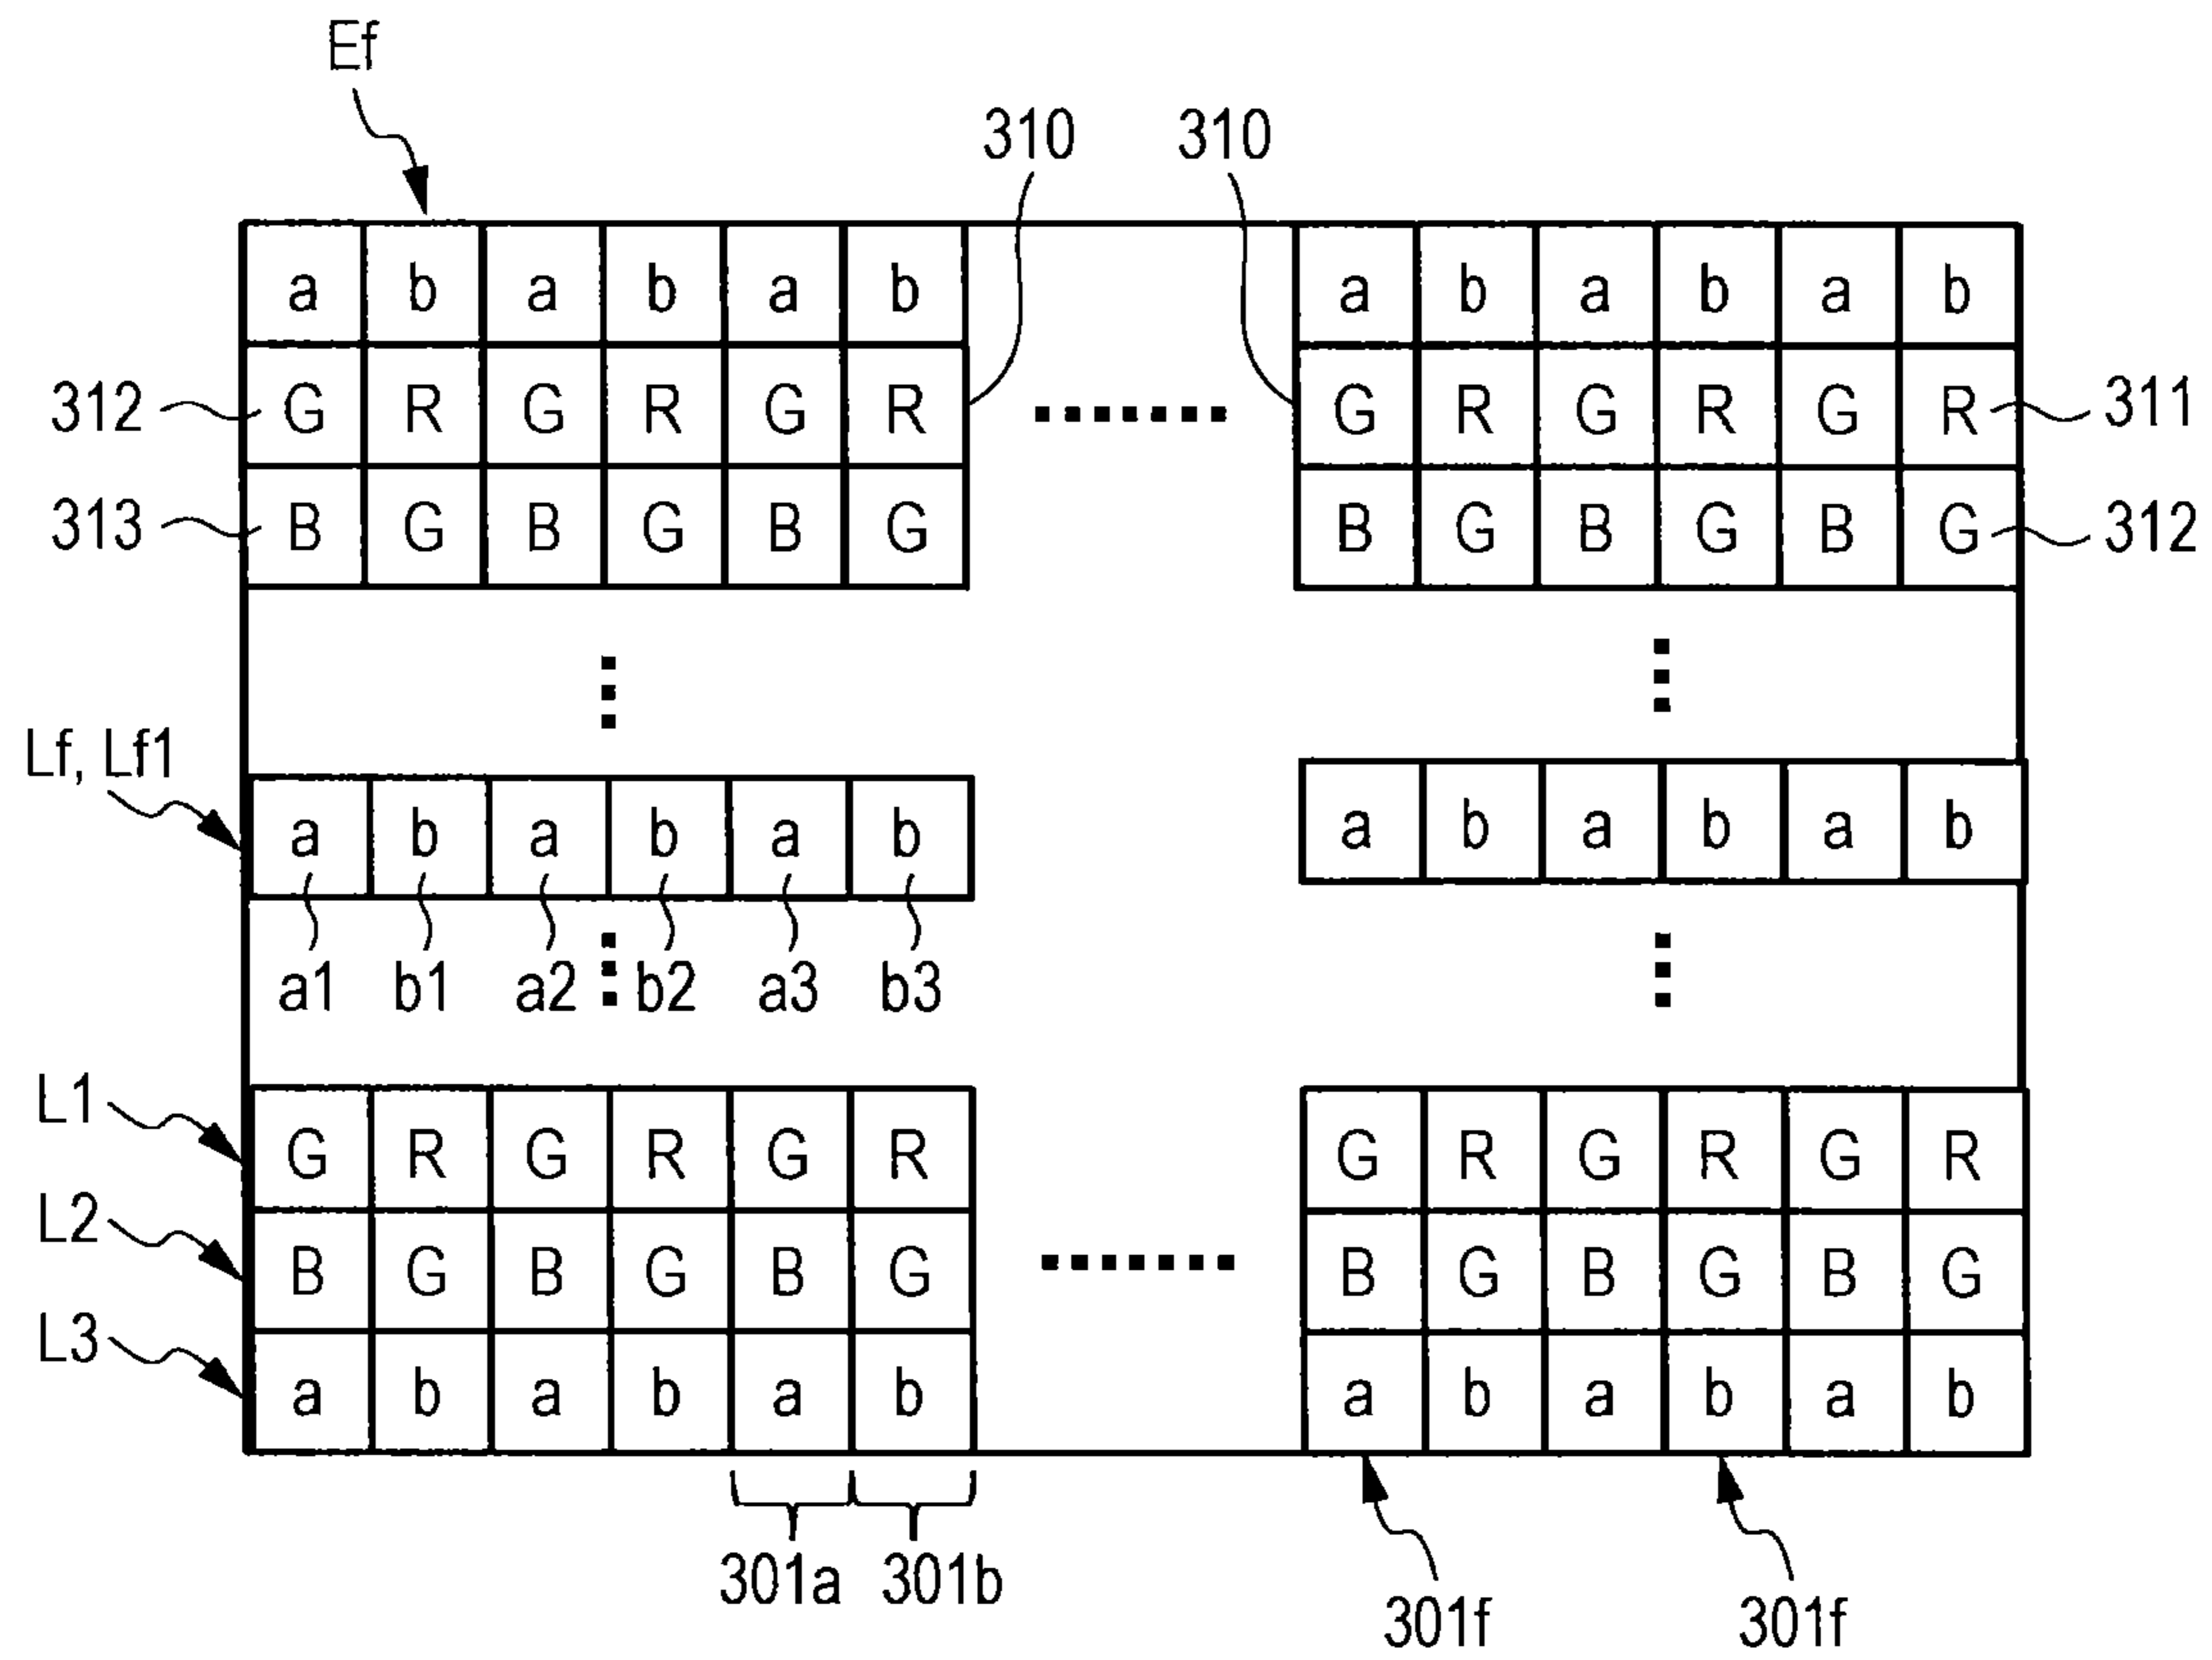 Ef
310 310
a b a b a b a b a b a b
312 G R G R G R G R G R G R 311
313 B G B G B G B G B G B G 312
Lf, Lf1
a b a b a b a b a b a b
a1 b1 a2 b2 a3 b3
L1 G R G R G R G R G R G R
L2 B G B G B G B G B G B G
L3 a b a b a b a b a b a b
301a 301b 301f 301f